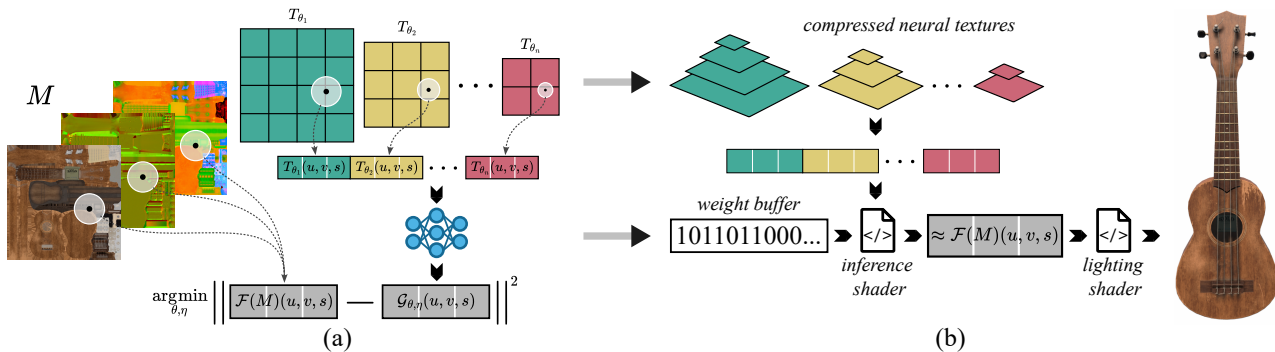 M
T_{θ_1}
T_{θ_2}
T_{θ_n}
T_{θ_1}(u, v, s) T_{θ_2}(u, v, s) · · · T_{θ_n}(u, v, s)
argmin
θ,η
|| F(M)(u, v, s) — G_{θ,η}(u, v, s) ||²
(a)
compressed neural textures
weight buffer
1011011000...
</>
inference
shader
≈ F(M)(u, v, s)
</>
lighting
shader
(b)